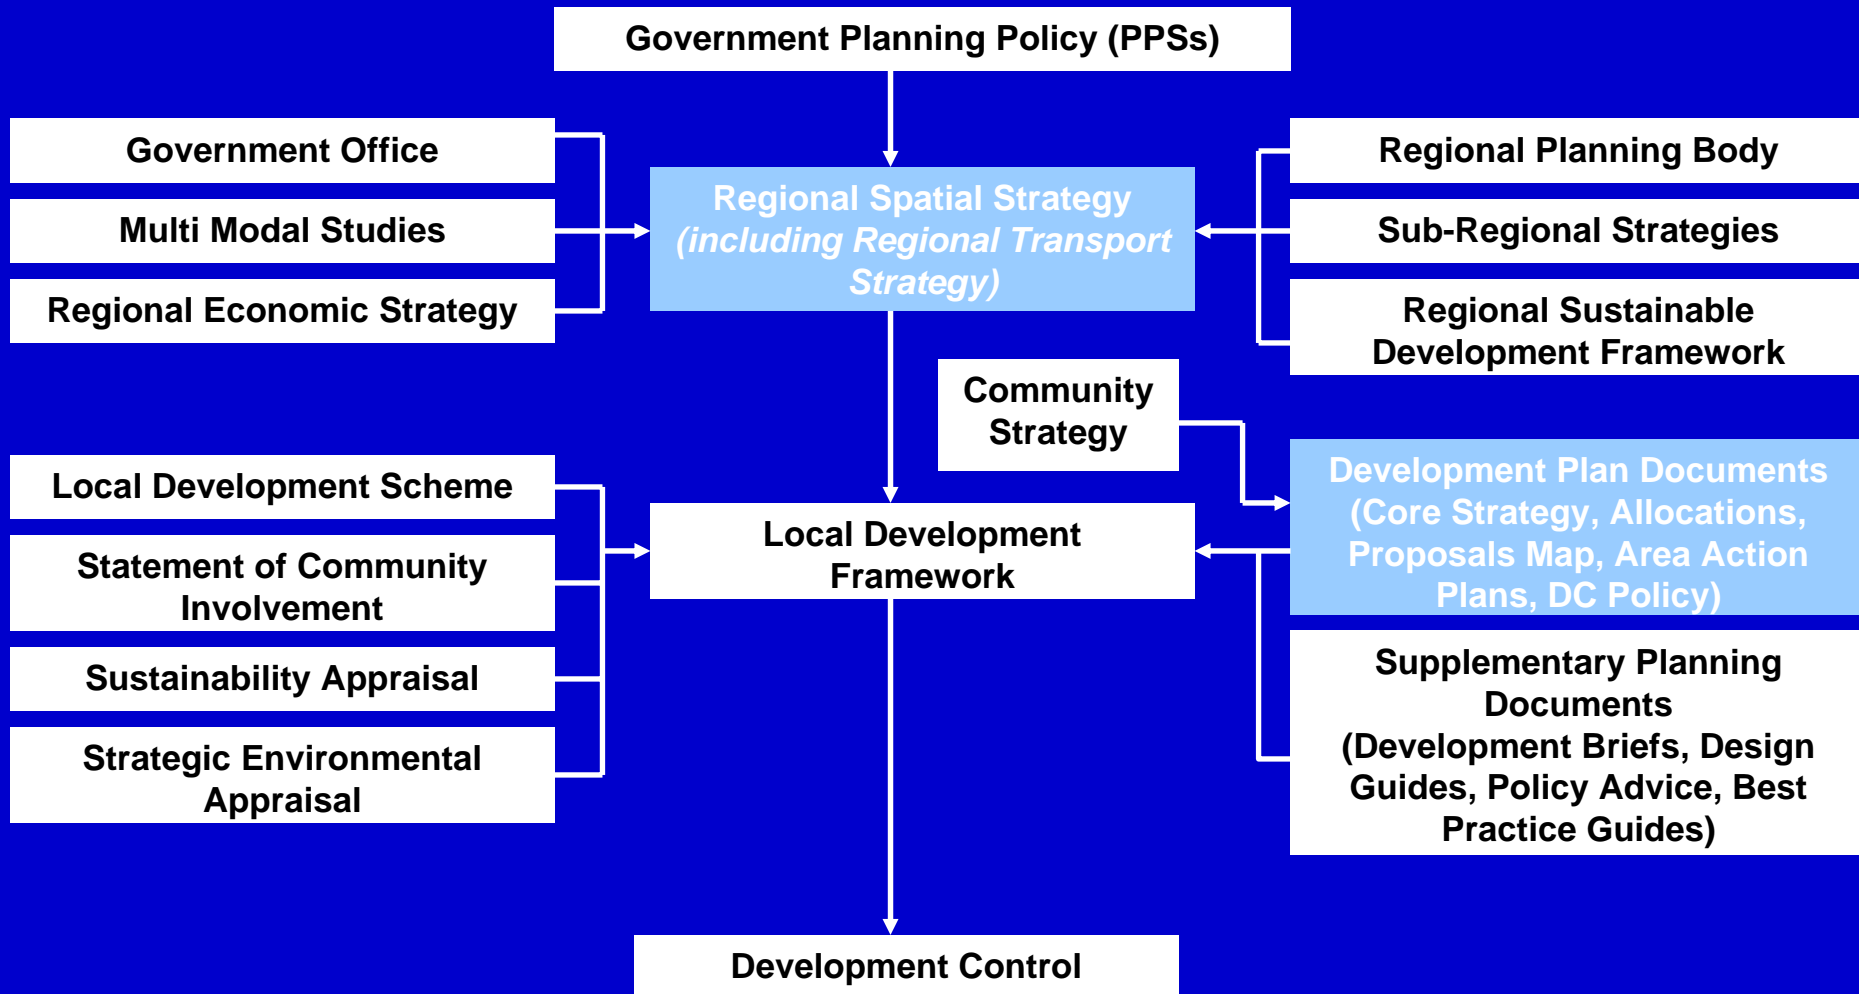 Government Planning Policy (PPSs)
Government Office
Multi Modal Studies
Regional Economic Strategy
Regional Spatial Strategy
(including Regional Transport
Strategy)
Regional Planning Body
Sub-Regional Strategies
Regional Sustainable
Development Framework
Community
Strategy
Local Development Scheme
Statement of Community
Involvement
Sustainability Appraisal
Strategic Environmental
Appraisal
Local Development
Framework
Development Plan Documents
(Core Strategy, Allocations,
Proposals Map, Area Action
Plans, DC Policy)
Supplementary Planning
Documents
(Development Briefs, Design
Guides, Policy Advice, Best
Practice Guides)
Development Control